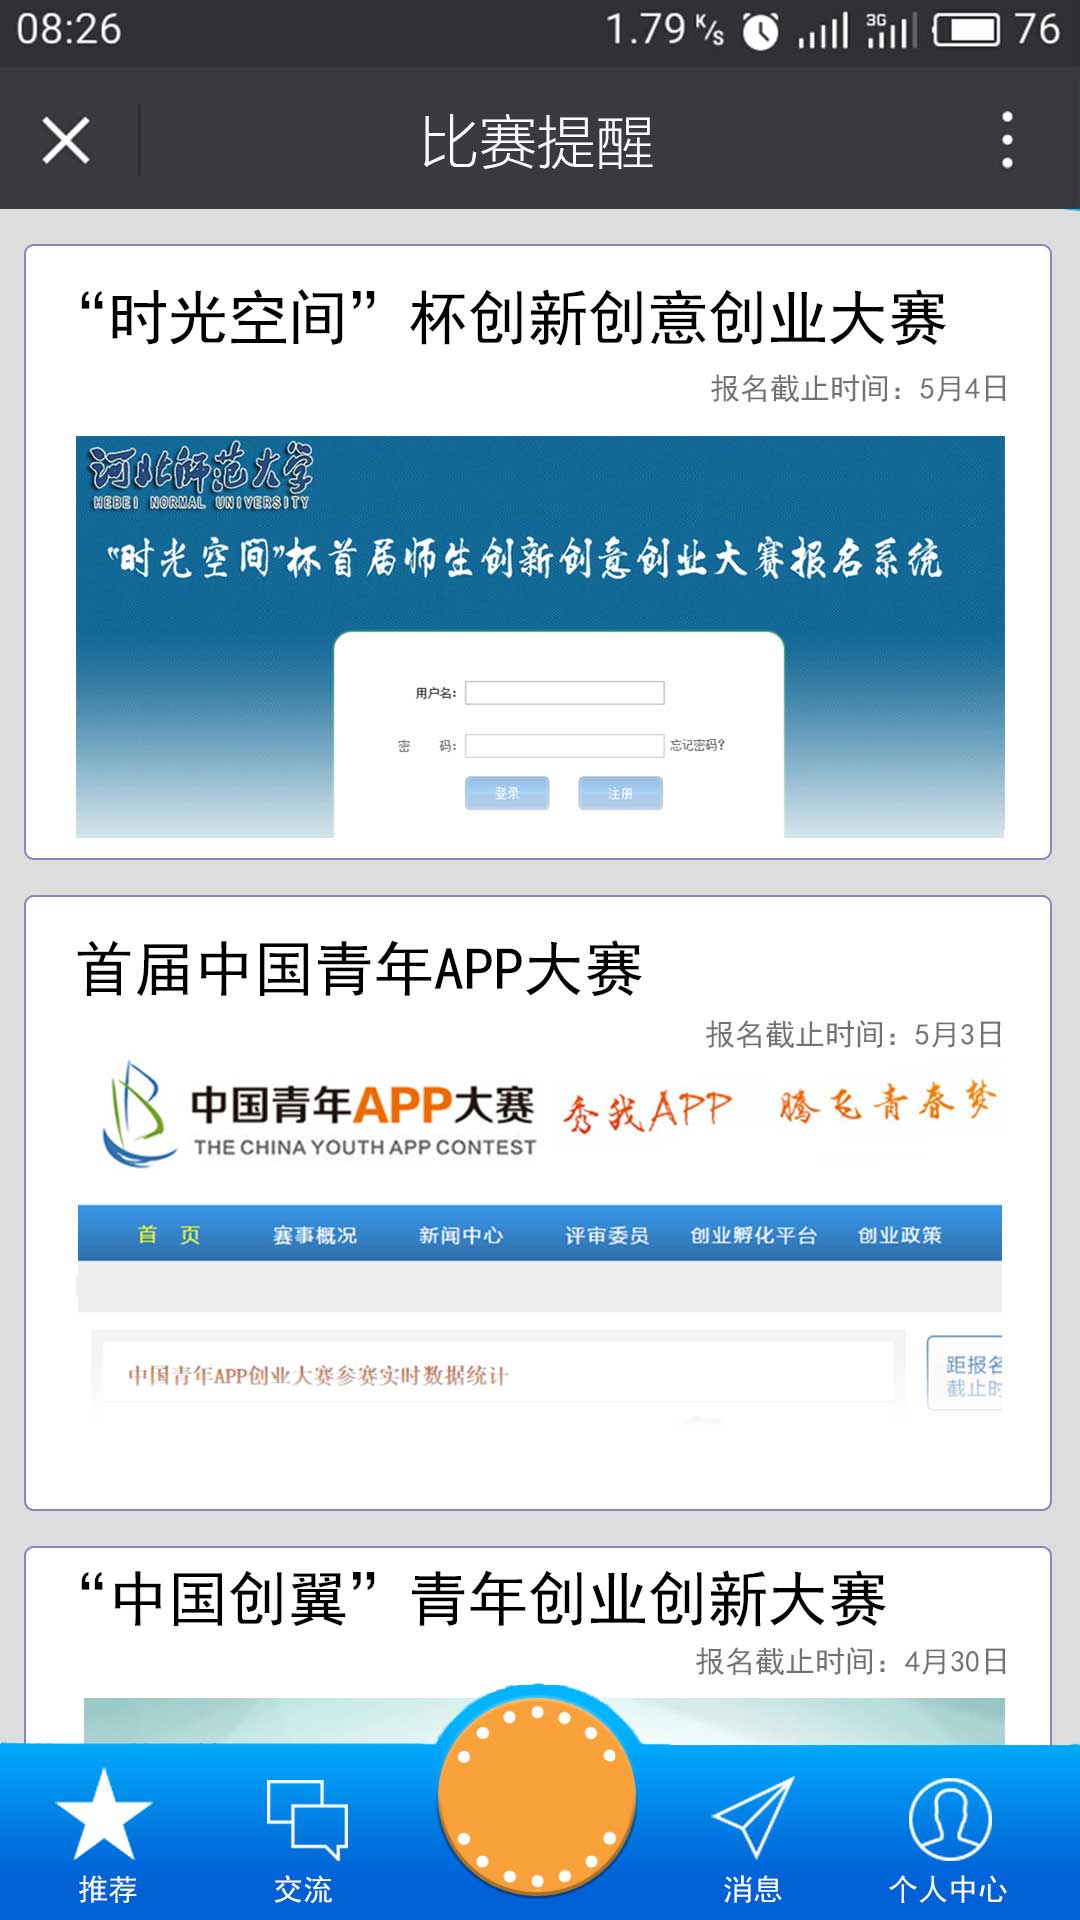 08:26
1.79 K/s 3G 76
比赛提醒
“时光空间”杯创新创意创业大赛
报名截止时间：5月4日
河北师范大学
HEBEI NORMAL UNIVERSITY
“时光空间”杯首届师生创新创意创业大赛报名系统
用户名：
密 码： 忘记密码?
登录 注册
首届中国青年APP大赛
报名截止时间：5月3日
中国青年APP大赛 秀我APP 腾飞青春梦
THE CHINA YOUTH APP CONTEST
首 页 赛事概况 新闻中心 评审委员 创业孵化平台 创业政策
中国青年APP创业大赛参赛实时数据统计
距报名
截止时
“中国创翼”青年创业创新大赛
报名截止时间：4月30日
推荐 交流 消息 个人中心